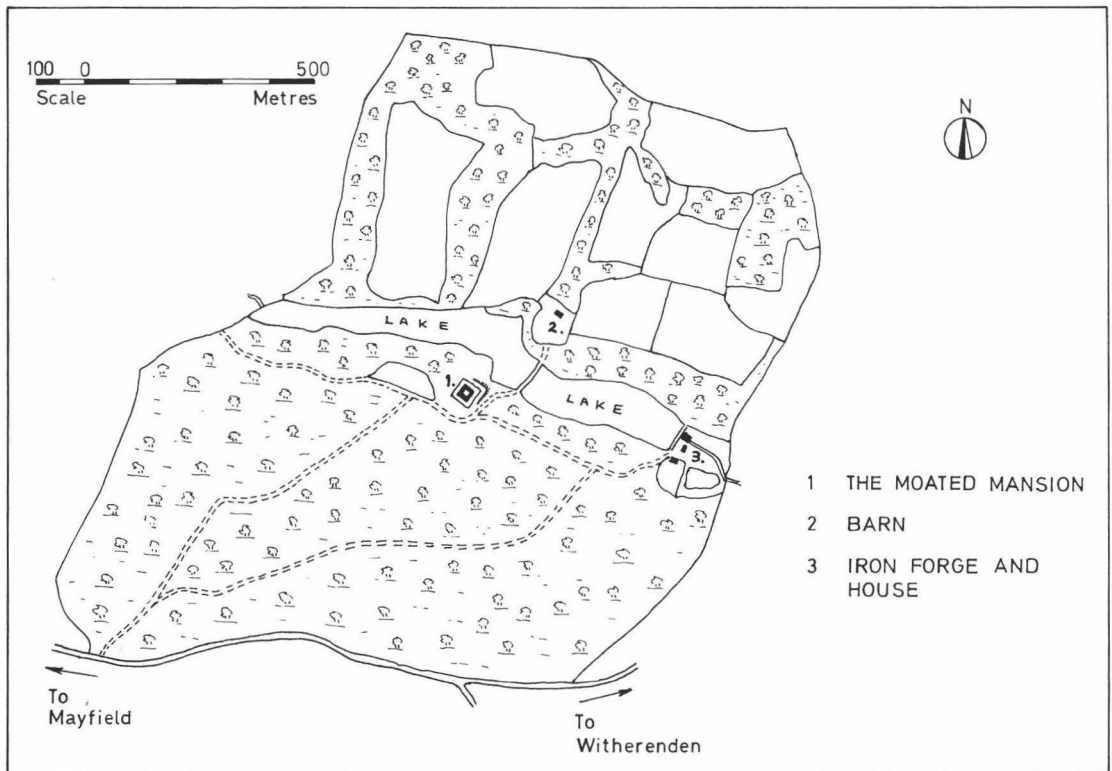 100 0 500
Scale Metres
N
LAKE
2.
1.
LAKE
3.
1 THE MOATED MANSION
2 BARN
3 IRON FORGE AND
HOUSE
To
Mayfield
To
Witherenden